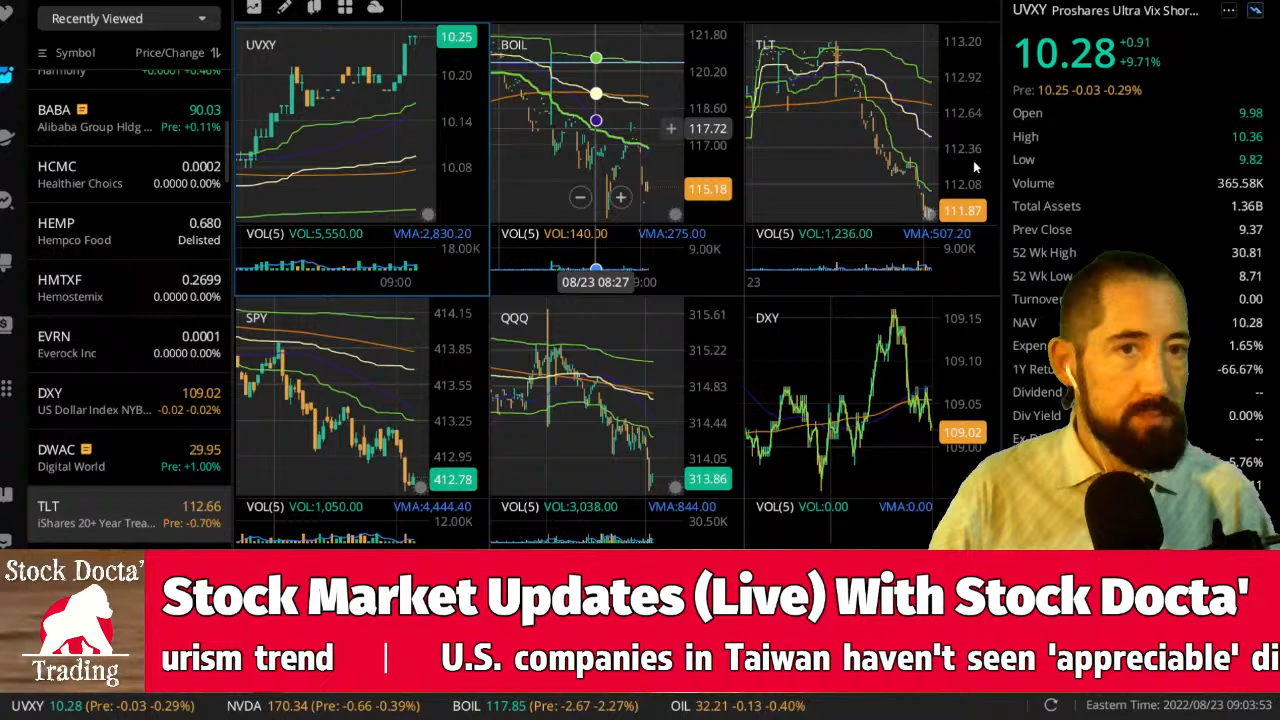 Recently Viewed
Symbol Price/Change
Harmony +0.0001 +0.40%
BABA 90.03
Alibaba Group Hldg ... Pre: +0.11%
HCMC 0.0002
Healthier Choices 0.0000 0.00%
HEMP 0.680
Hempco Food Delisted
HMTXF 0.2699
Hemostemix 0.0000 0.00%
EVRN 0.0001
Everock Inc 0.0000 0.00%
DXY 109.02
US Dollar Index NYB... -0.02 -0.02%
DWAC 29.95
Digital World Pre: +1.00%
TLT 112.66
iShares 20+ Year Trea... Pre: -0.70%
UVXY
10.25
10.20
10.14
10.08
VOL(5) VOL:5,550.00 VMA:2,830.20
18.00K
09:00
BOIL
121.80
120.20
118.60
117.72
117.00
115.18
VOL(5) VOL:140.00 VMA:275.00
9.00K
08/23 08:27 9:00
TLT
113.20
112.92
112.64
112.36
112.08
111.87
VOL(5) VOL:1,236.00 VMA:507.20
9.00K
23
SPY
414.15
413.85
413.55
413.25
412.95
412.78
VOL(5) VOL:1,050.00 VMA:4,444.40
12.00K
QQQ
315.61
315.22
314.83
314.44
314.05
313.86
VOL(5) VOL:3,038.00 VMA:844.00
30.50K
DXY
109.15
109.10
109.05
109.02
109.00
VOL(5) VOL:0.00 VMA:0.00
UVXY Proshares Ultra Vix Shor...
10.28 +0.91
+9.71%
Pre: 10.25 -0.03 -0.29%
Open 9.98
High 10.36
Low 9.82
Volume 365.58K
Total Assets 1.36B
Prev Close 9.37
52 Wk High 30.81
52 Wk Low 8.71
Turnove 0.00
NAV 10.28
Expen 1.65%
1Y Retu -66.67%
Dividend --
Div Yield 0.00%
Ex-D --
5.76%
Stock Docta'
Trading
Stock Market Updates (Live) With Stock Docta'
urism trend | U.S. companies in Taiwan haven't seen 'appreciable' di
UVXY 10.28 (Pre: -0.03 -0.29%) NVDA 170.34 (Pre: -0.66 -0.39%) BOIL 117.85 (Pre: -2.67 -2.27%) OIL 32.21 -0.13 -0.40% Eastern Time: 2022/08/23 09:03:53